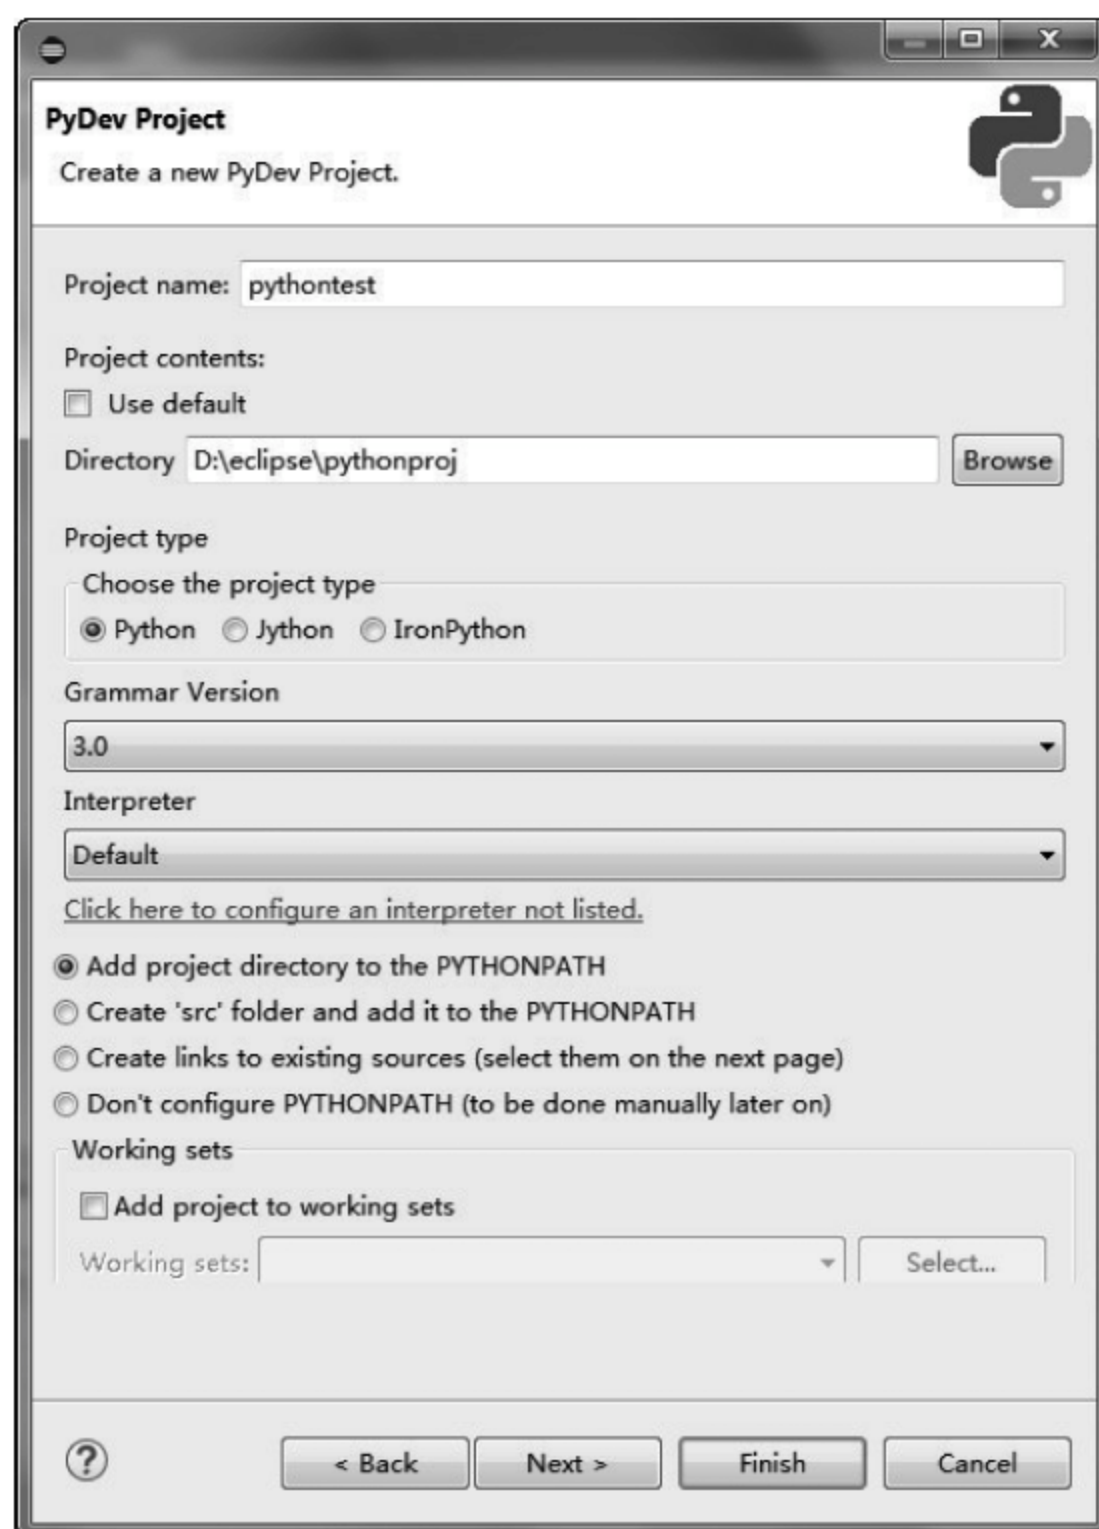 PyDev Project
Create a new PyDev Project.
Project name: pythontest
Project contents:
Use default
Directory D:\eclipse\pythonproj Browse
Project type
Choose the project type
Python Jython IronPython
Grammar Version
3.0
Interpreter
Default
Click here to configure an interpreter not listed.
Add project directory to the PYTHONPATH
Create 'src' folder and add it to the PYTHONPATH
Create links to existing sources (select them on the next page)
Don't configure PYTHONPATH (to be done manually later on)
Working sets
Add project to working sets
Working sets: Select...
? < Back Next > Finish Cancel